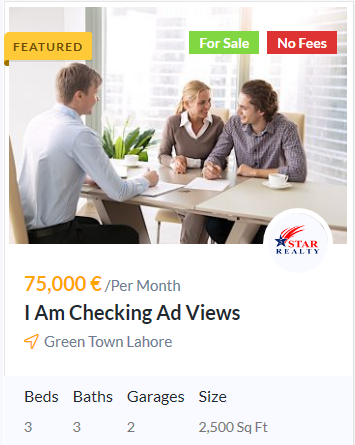 FEATURED
For Sale
No Fees
STAR
REALTY
75,000 € /Per Month
I Am Checking Ad Views
Green Town Lahore
Beds Baths Garages Size
3 3 2 2,500 Sq Ft